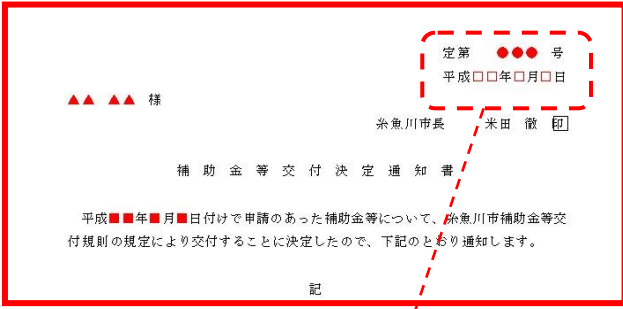 定第 ●●● 号
平成□□年□月□日
▲▲ ▲▲ 様
糸魚川市長 米田 徹 印
補助金等交付決定通知書
平成■■年■月■日付けで申請のあった補助金等について、糸魚川市補助金等交
付規則の規定により交付することに決定したので、下記のとおり通知します。
記